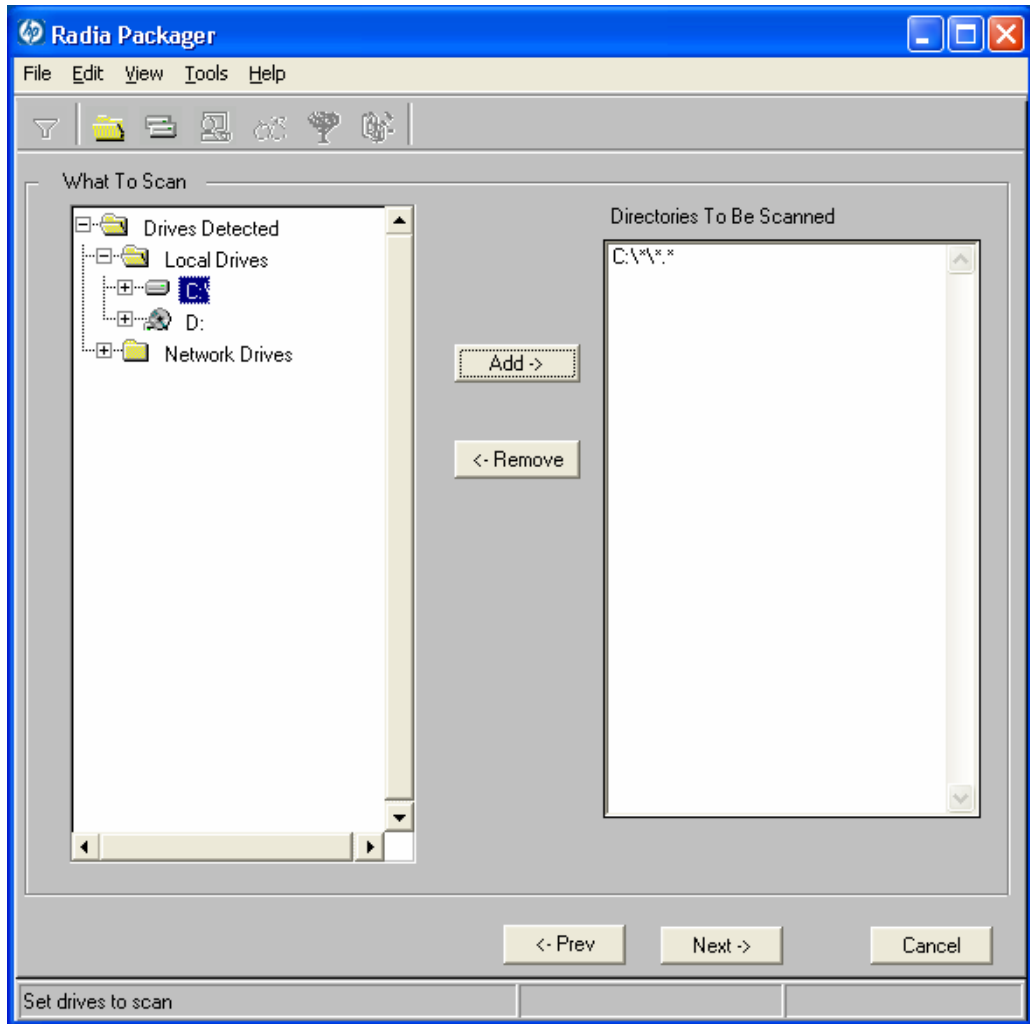 hp Radia Packager
File Edit View Tools Help
What To Scan
Drives Detected
Local Drives
C:\
D:
Network Drives
Add ->
<- Remove
Directories To Be Scanned
C:\*\*.*
<- Prev Next -> Cancel
Set drives to scan